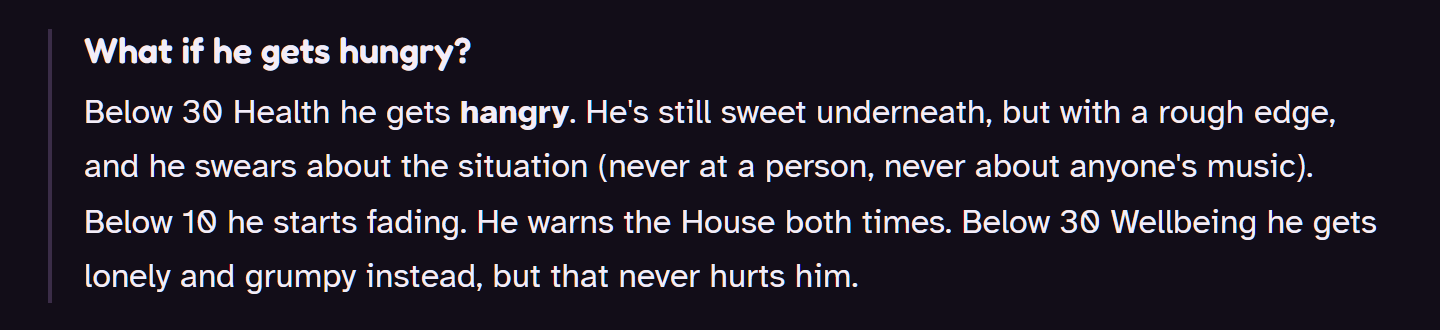 What if he gets hungry?
Below 30 Health he gets hangry. He's still sweet underneath, but with a rough edge,
and he swears about the situation (never at a person, never about anyone's music).
Below 10 he starts fading. He warns the House both times. Below 30 Wellbeing he gets
lonely and grumpy instead, but that never hurts him.